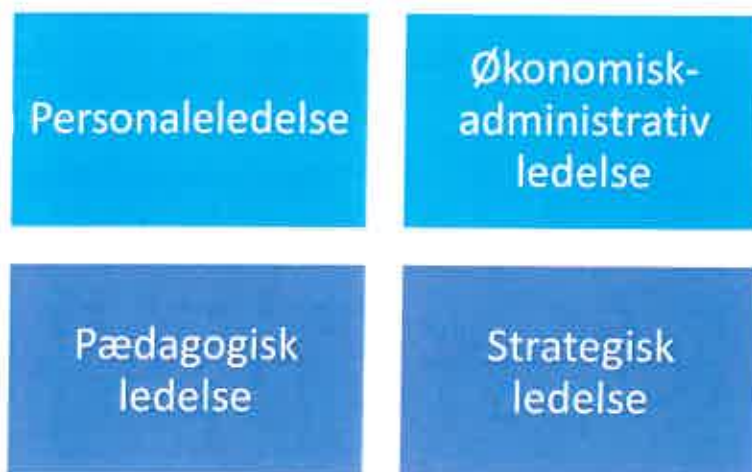 Personaleledelse
Økonomisk-
administrativ
ledelse
Pædagogisk
ledelse
Strategisk
ledelse